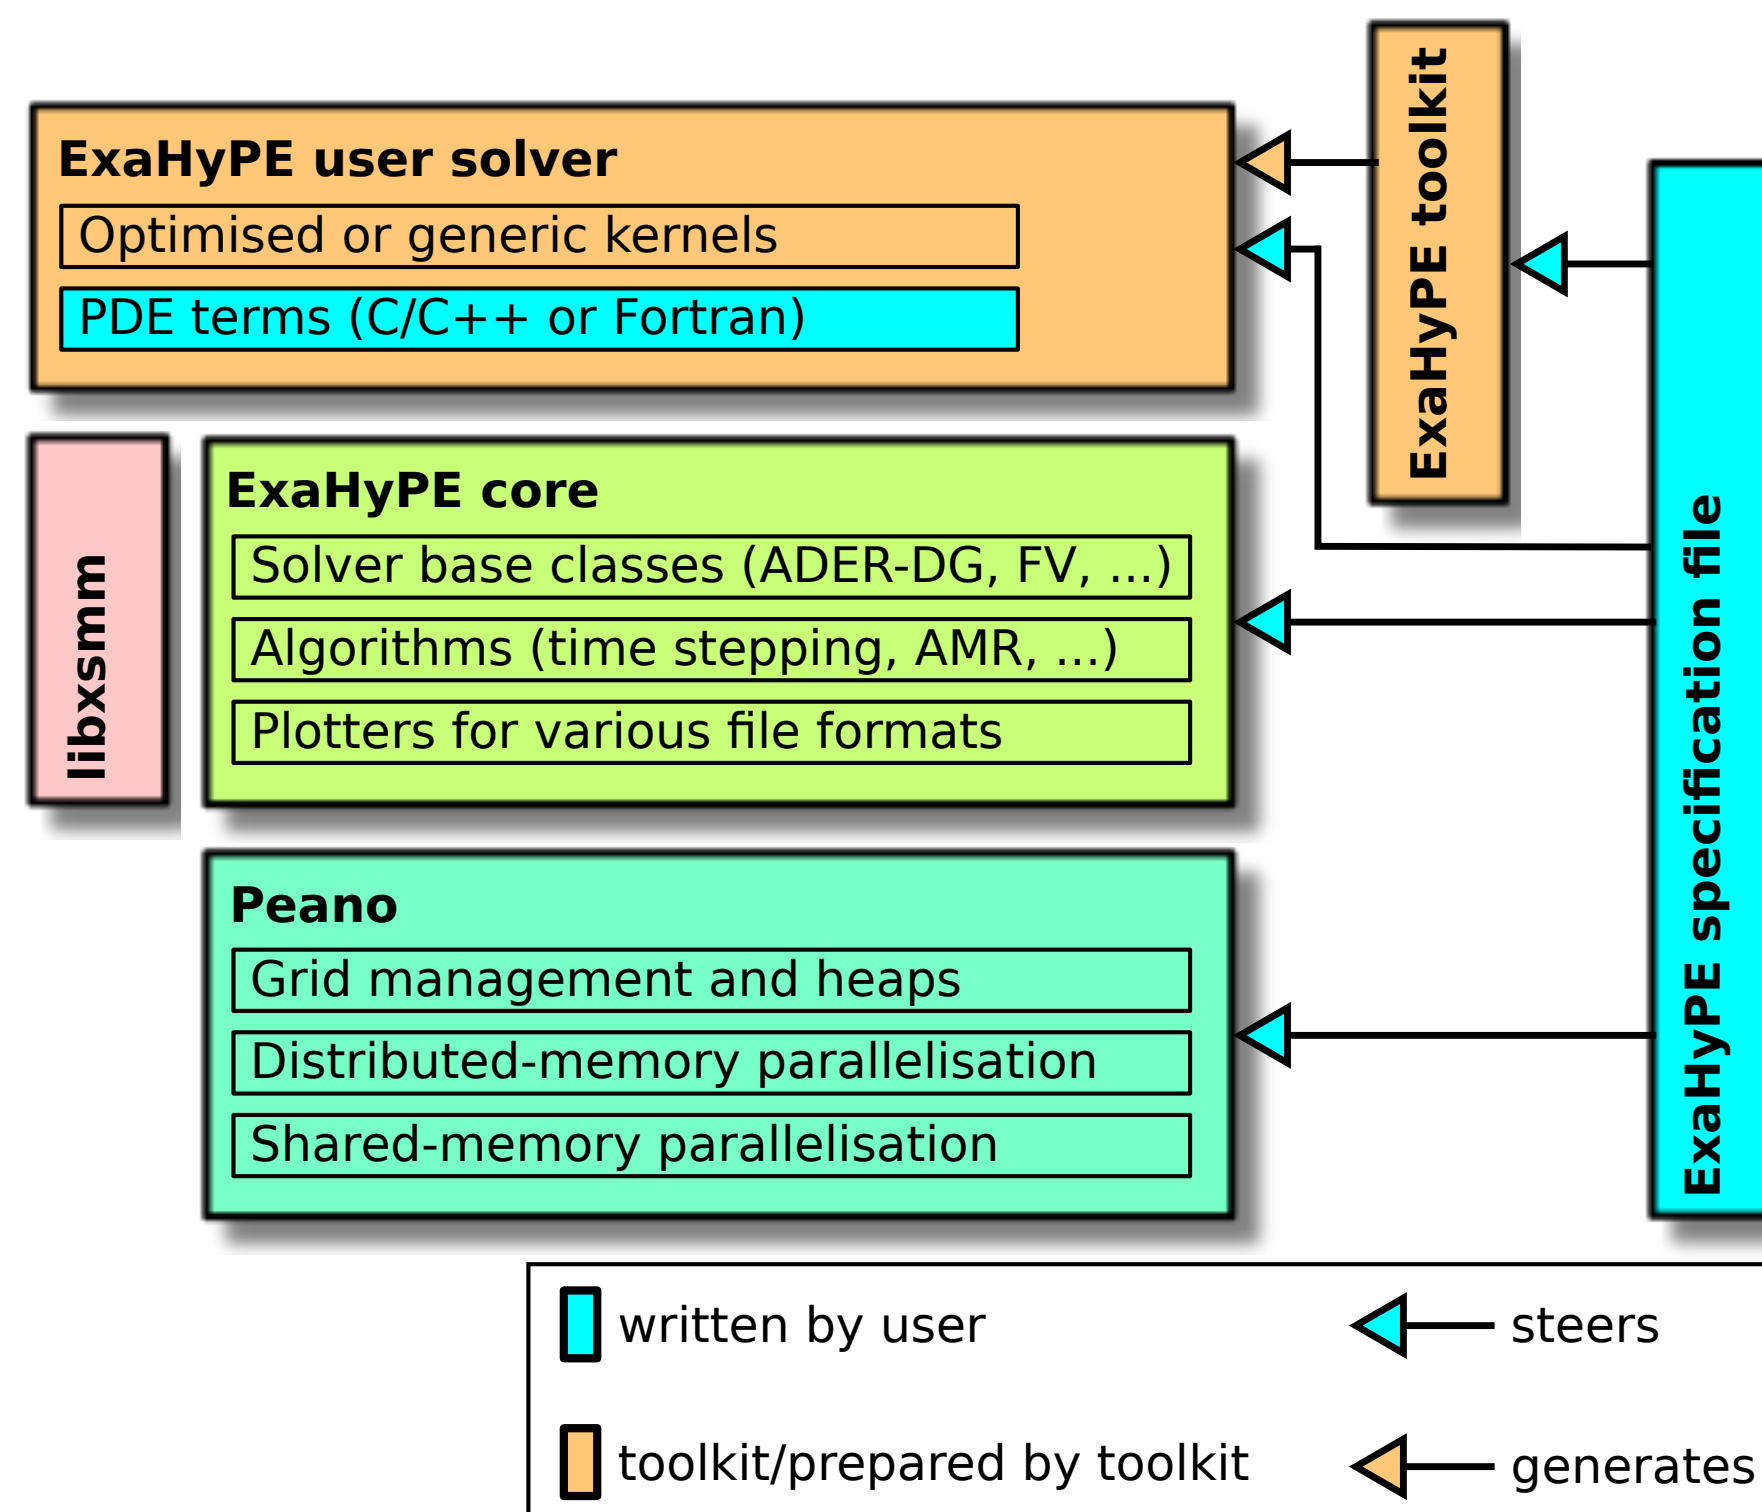 ExaHyPE user solver
Optimised or generic kernels
PDE terms (C/C++ or Fortran)
ExaHyPE toolkit
libxsmm
ExaHyPE core
Solver base classes (ADER-DG, FV, ...)
Algorithms (time stepping, AMR, ...)
Plotters for various file formats
Peano
Grid management and heaps
Distributed-memory parallelisation
Shared-memory parallelisation
ExaHyPE specification file
written by user
steers
toolkit/prepared by toolkit
generates